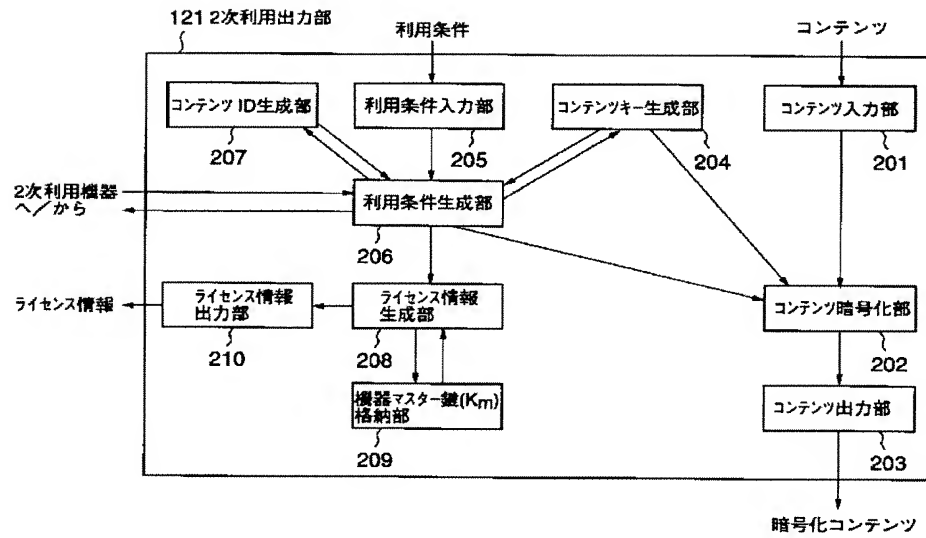 121 2次利用出力部
利用条件
コンテンツ
コンテンツ ID生成部
利用条件入力部
コンテンツキー生成部
コンテンツ入力部
207
205
204
201
2次利用機器
へ/から
利用条件生成部
206
ライセンス情報
ライセンス情報
出力部
ライセンス情報
生成部
コンテンツ暗号化部
210
208
202
機器マスター鍵(Km)
格納部
コンテンツ出力部
209
203
暗号化コンテンツ